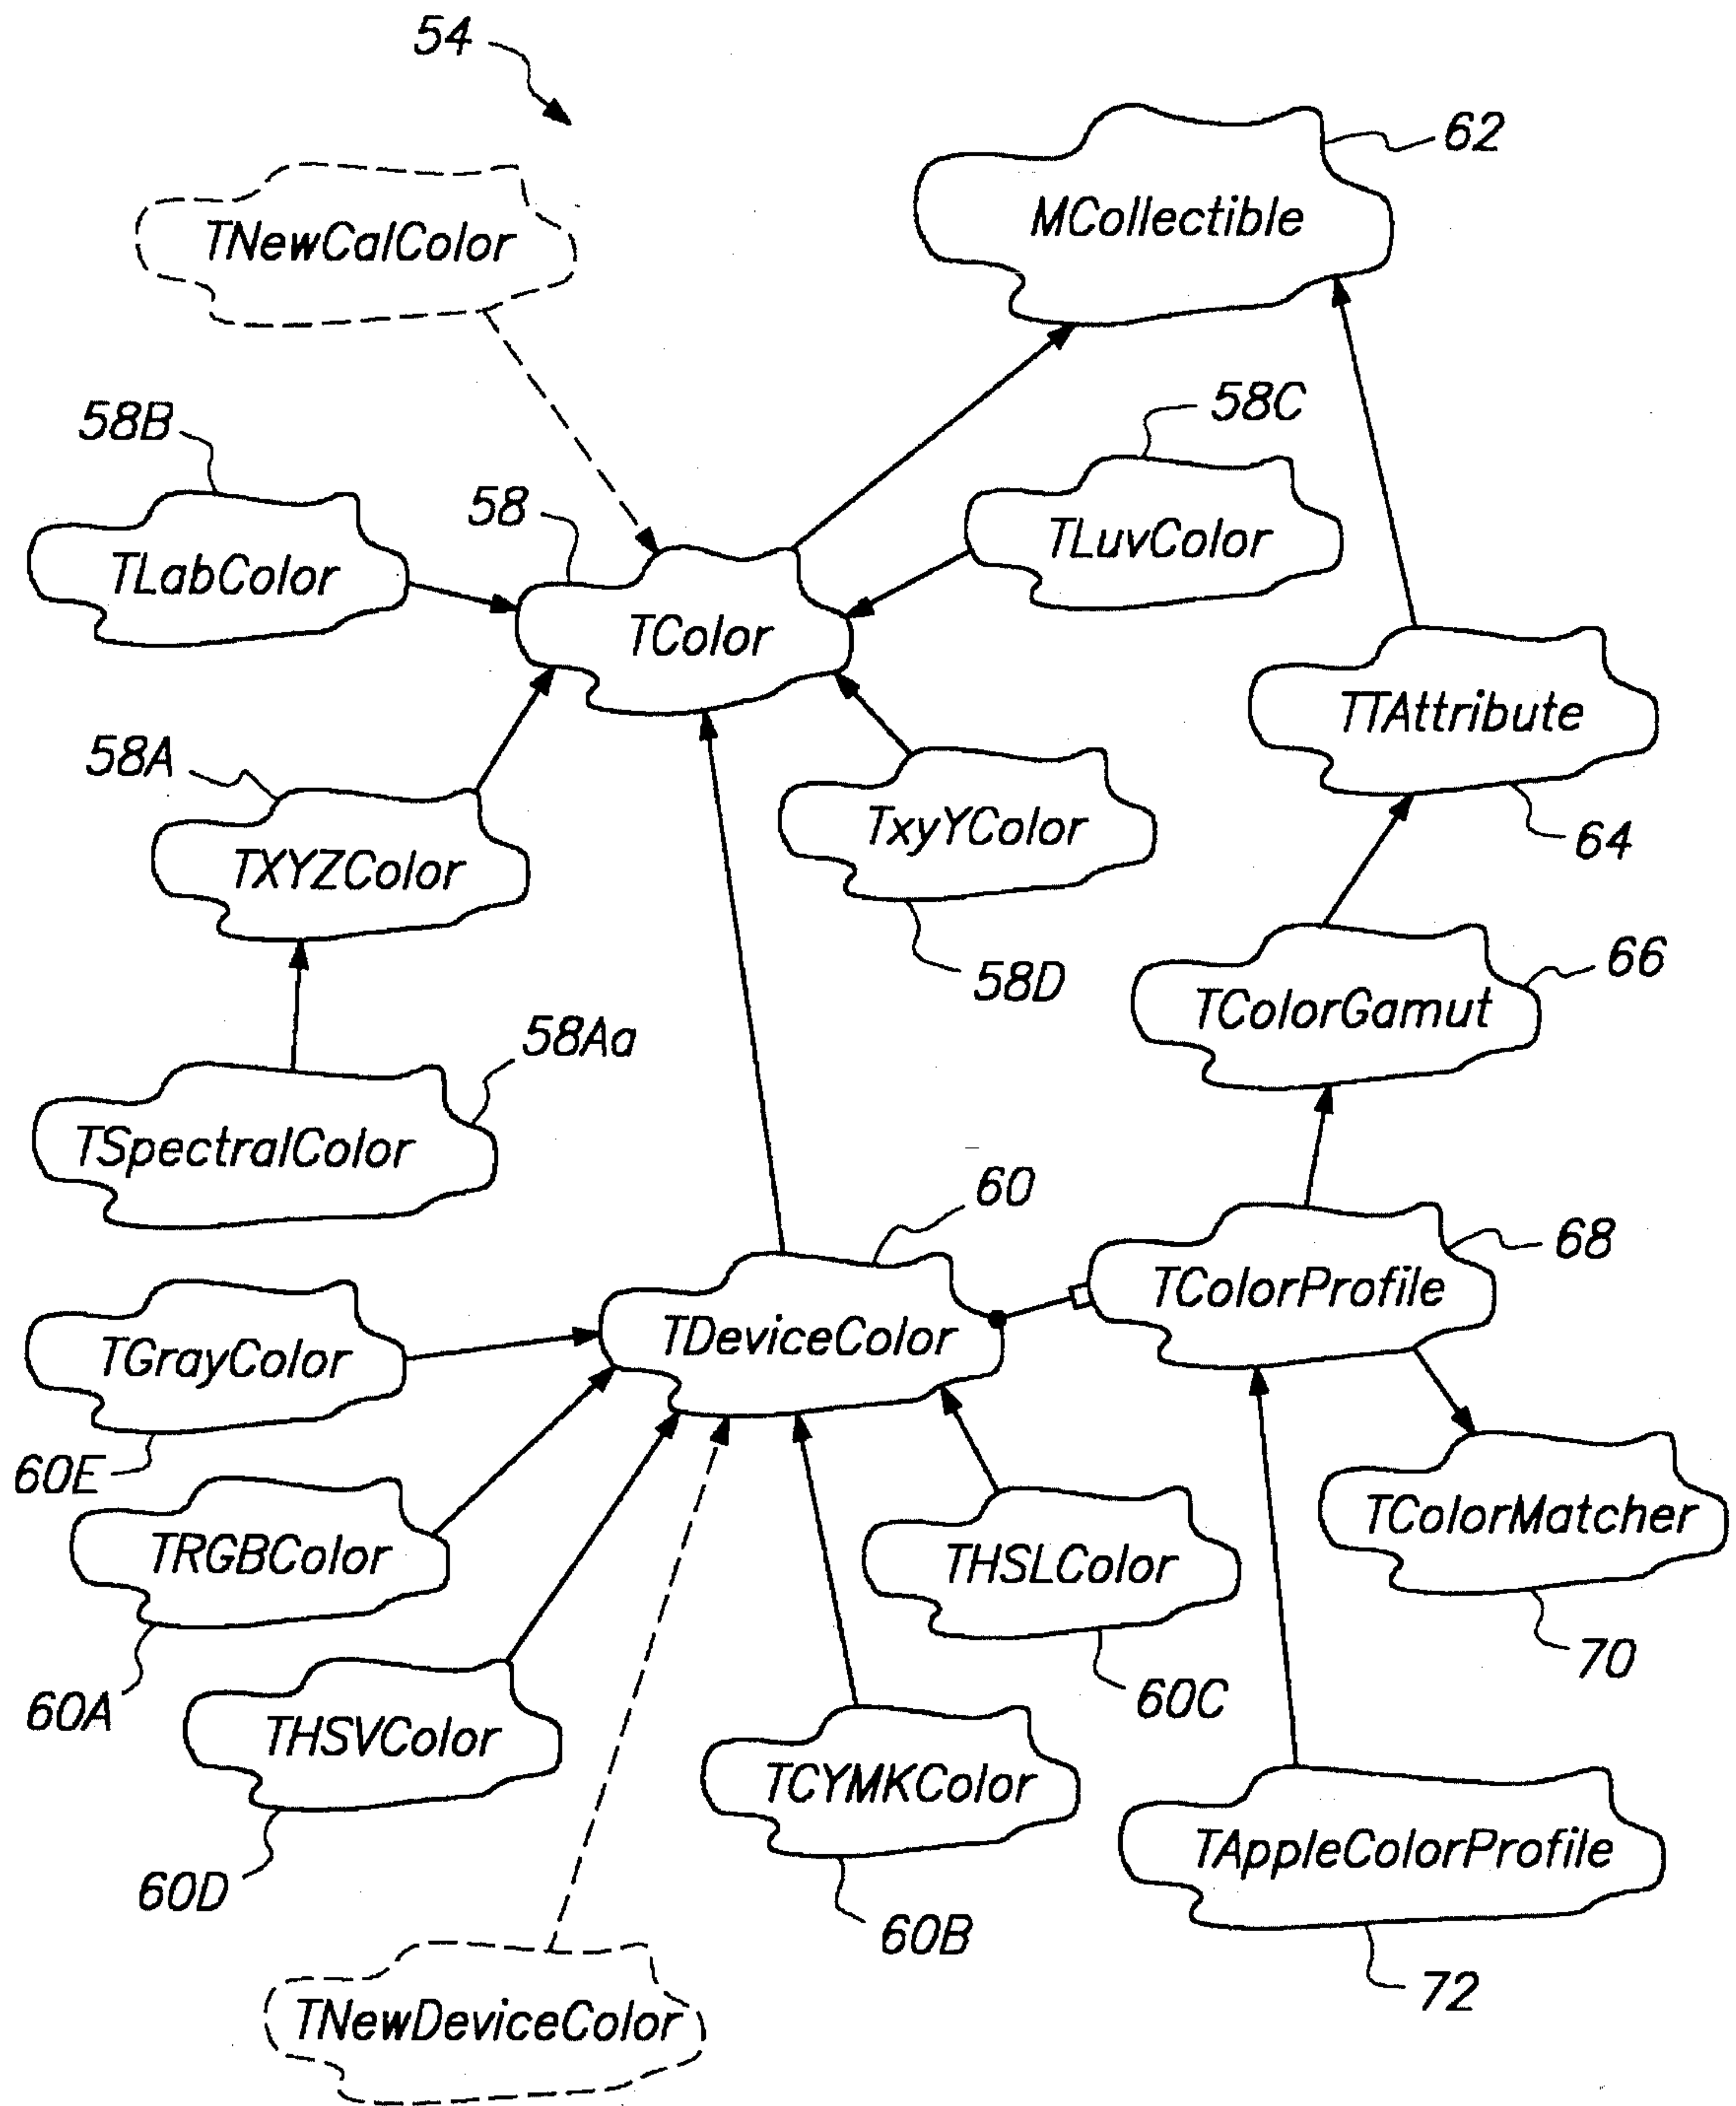 54
62
MCollectible
TNewCalColor
58C
58B
58
TLuvColor
TLabColor
TColor
TTAttribute
58A
TxyYColor
64
TXYZColor
66
58D
TColorGamut
58Aa
TSpectralColor
60
68
TColorProfile
TDeviceColor
TGrayColor
60E
TColorMatcher
TRGBColor
THSLColor
70
60A
60C
THSVColor
TCYMKColor
TAppleColorProfile
60D
60B
72
TNewDeviceColor